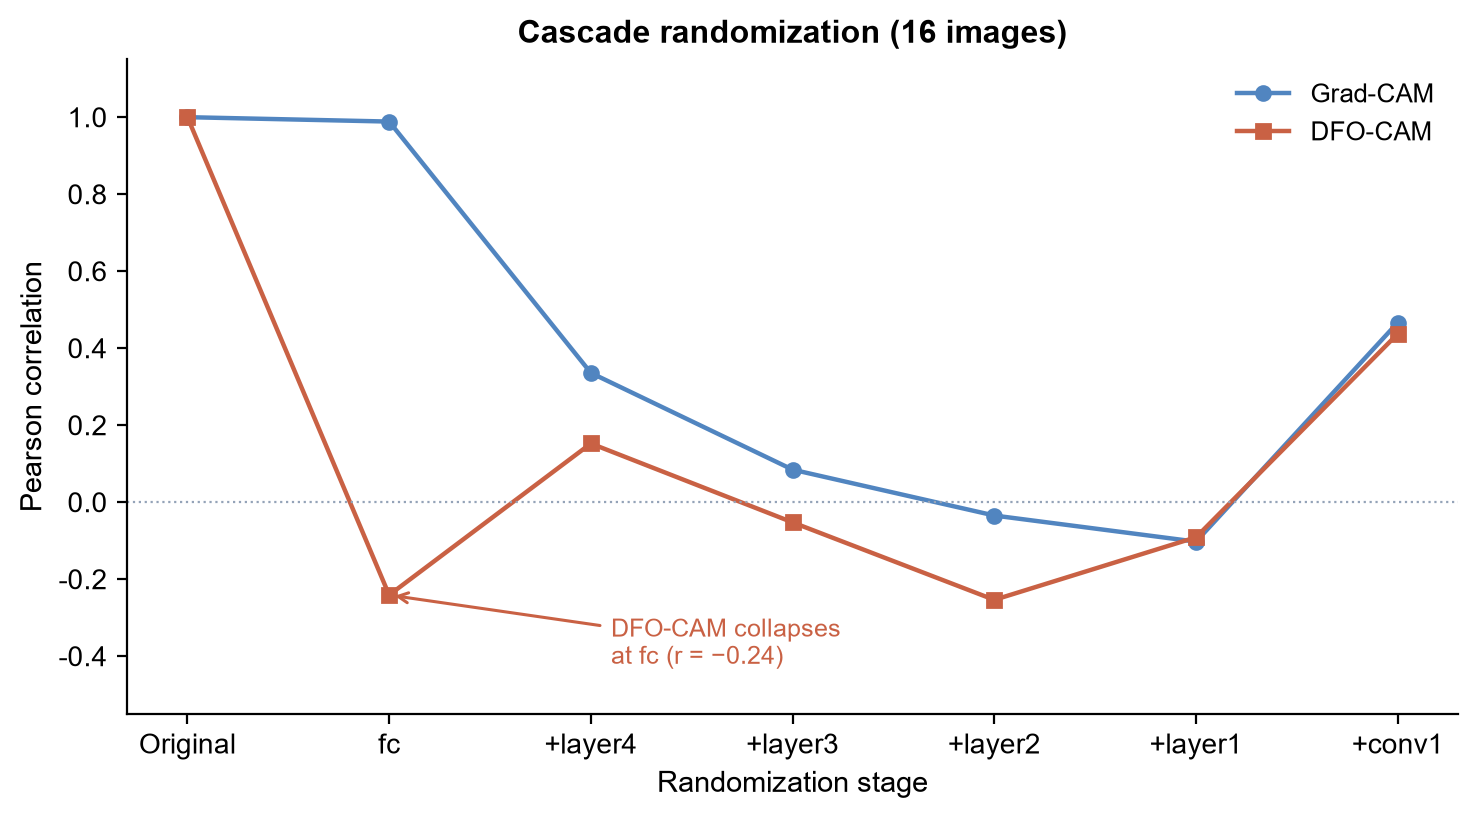 Cascade randomization (16 images)
Grad-CAM
DFO-CAM
Pearson correlation
1.0
0.8
0.6
0.4
0.2
0.0
-0.2
-0.4
DFO-CAM collapses
at fc (r = −0.24)
Original
fc
+layer4
+layer3
+layer2
+layer1
+conv1
Randomization stage